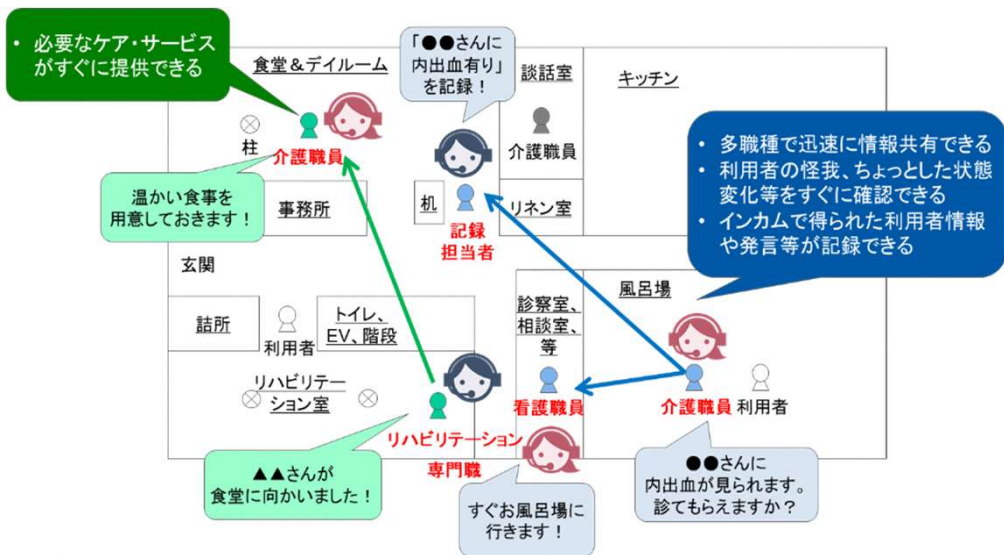 • 必要なケア・サービス
がすぐに提供できる
食堂＆デイルーム
「●●さんに
内出血有り」
を記録！
談話室
キッチン
柱
介護職員
介護職員
• 多職種で迅速に情報共有できる
• 利用者の怪我、ちょっとした状態
変化等をすぐに確認できる
• インカムで得られた利用者情報
や発言等が記録できる
温かい食事を
用意しておきます！
事務所
机
記録
担当者
リネン室
玄関
風呂場
詰所
利用者
トイレ、
EV、階段
診察室、
相談室、
等
リハビリテー
ション室
看護職員
介護職員
利用者
リハビリテーション
専門職
▲▲さんが
食堂に向かいました！
すぐお風呂場に
行きます！
●●さんに
内出血が見られます。
診てもらえますか？